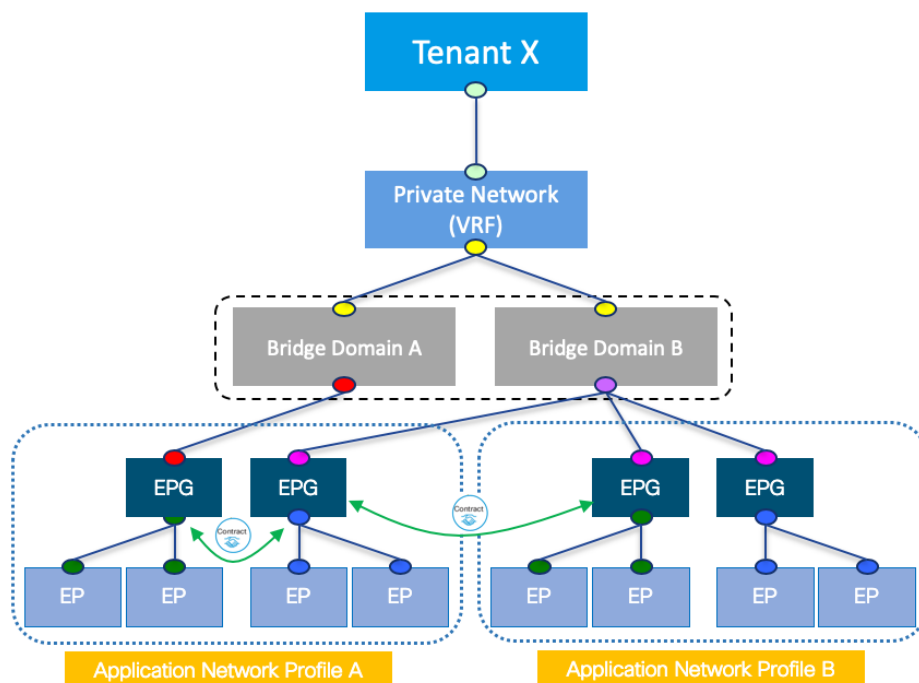 Tenant X
Private Network
(VRF)
Bridge Domain A
Bridge Domain B
EPG
EPG
EPG
EPG
Contract
Contract
EP
EP
EP
EP
EP
EP
EP
EP
Application Network Profile A
Application Network Profile B